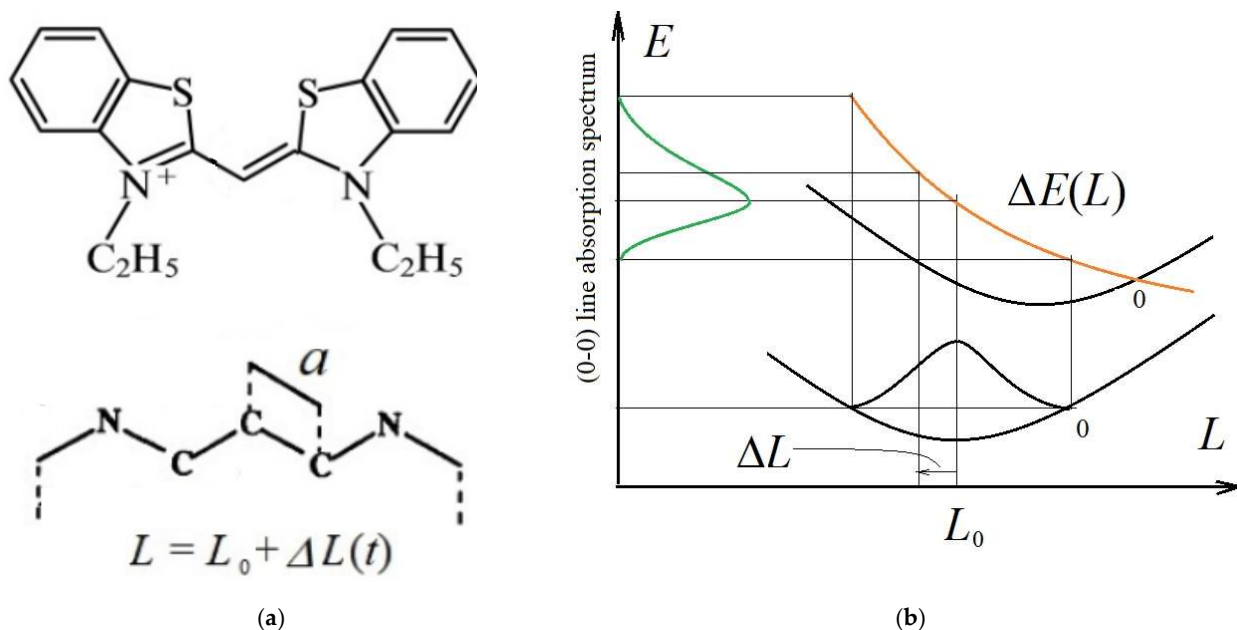 S
S
N+
N
C2H5
C2H5
a
N
C
C
C
N
L = L0 + ΔL(t)
(a)
E
(0-0) line absorption spectrum
ΔE(L)
0
0
ΔL
L
L0
(b)